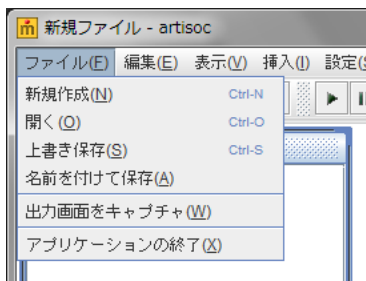 新規ファイル - artisoc
ファイル(F) 編集(E) 表示(V) 挿入(I) 設定(S
新規作成(N) Ctrl-N
開く(O) Ctrl-O
上書き保存(S) Ctrl-S
名前を付けて保存(A)
出力画面をキャプチャ(W)
アプリケーションの終了(X)